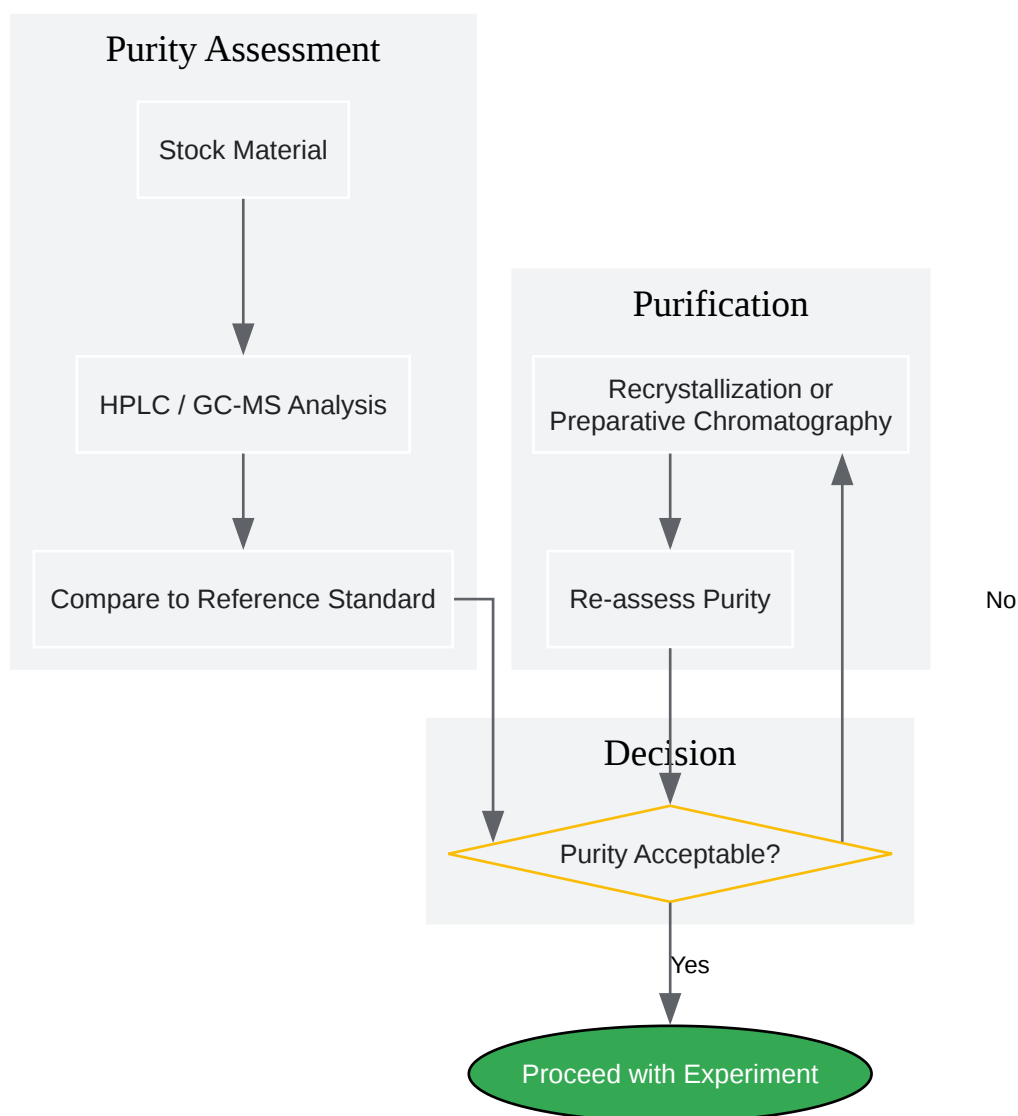 Purity Assessment
Stock Material
HPLC / GC-MS Analysis
Compare to Reference Standard
Purification
Recrystallization or
Preparative Chromatography
Re-assess Purity
No
Decision
Purity Acceptable?
Yes
Proceed with Experiment